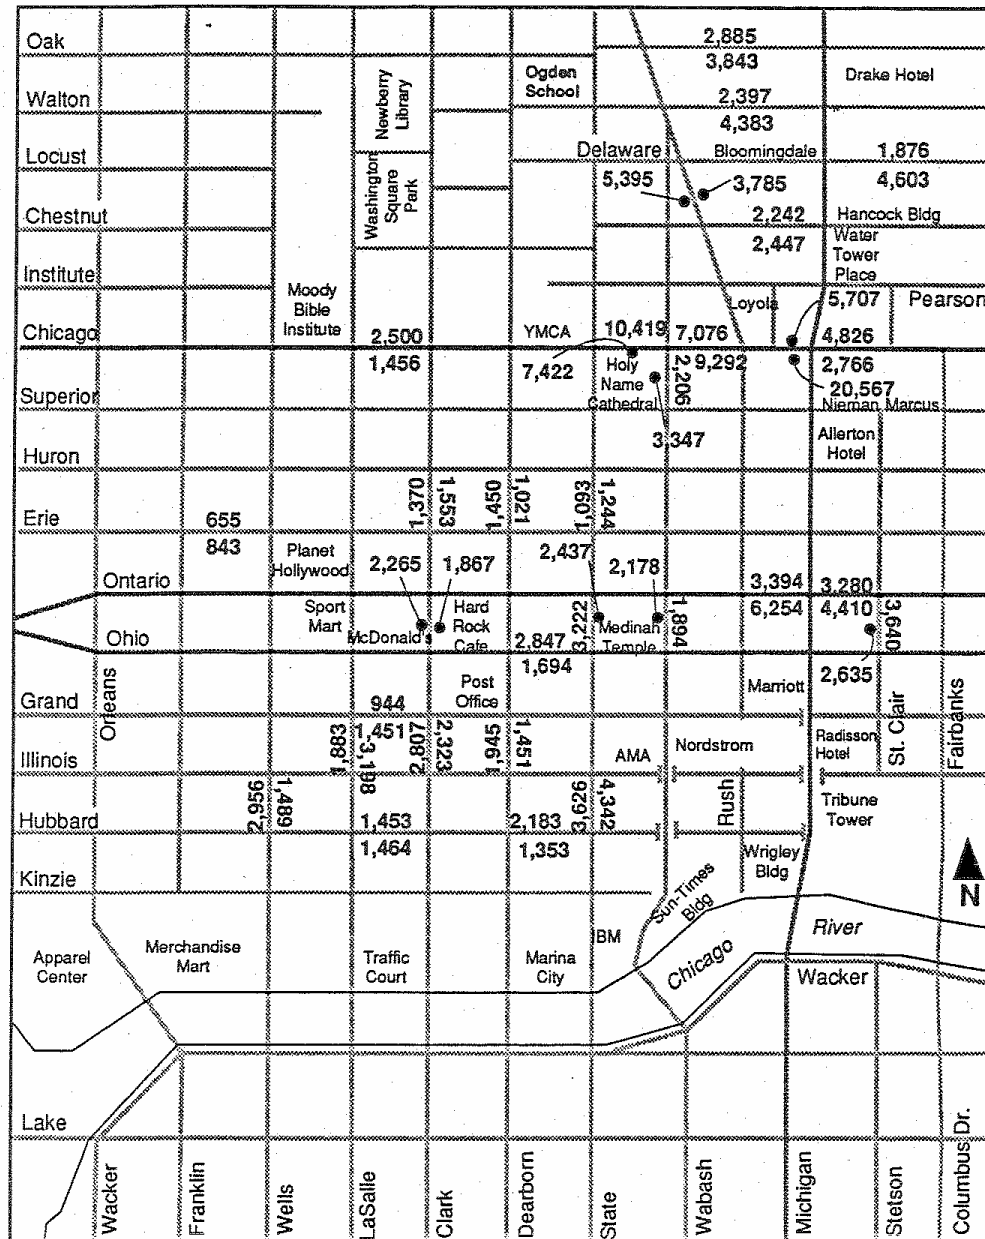 Oak
2,885
3,843
Ogden
School
Drake Hotel
Newberry
Library
Walton
2,397
4,383
Locust
Delaware
Bloomingdale
1,876
Washington
Square
Park
5,395
3,785
4,603
Chestnut
2,242
Hancock Bldg
2,447
Water
Tower
Place
Institute
Moody
Bible
Institute
Loyola
5,707
Pearson
Chicago
2,500
YMCA
10,419
7,076
4,826
1,456
7,422
Holy
Name
Cathedral
2,206
9,292
2,766
20,567
Superior
Nieman Marcus
3,347
Allerton
Hotel
Huron
1,370
1,553
1,450
1,021
1,093
1,244
Erie
655
843
Planet
Hollywood
2,265
1,867
2,437
2,178
Ontario
3,394
3,280
Sport
Mart
McDonald's
Hard
Rock
Cafe
3,222
Medinah
Temple
1,894
6,254
4,410
3,640
Ohio
2,847
1,694
2,635
Orleans
Post
Office
Marriott
St. Clair
Fairbanks
Grand
944
1,451
1,883
3,198
2,807
2,323
1,945
1,451
AMA
Nordstrom
Radisson
Hotel
Illinois
2,956
1,489
3,626
4,342
Rush
Tribune
Tower
Hubbard
1,453
2,183
1,464
1,353
Wrigley
Bldg
Kinzie
Sun-Times
Bldg
N
Apparel
Center
Merchandise
Mart
Traffic
Court
Marina
City
IBM
Chicago
River
Wacker
Lake
Wacker
Franklin
Wells
LaSalle
Clark
Dearborn
State
Wabash
Michigan
Stetson
Columbus Dr.